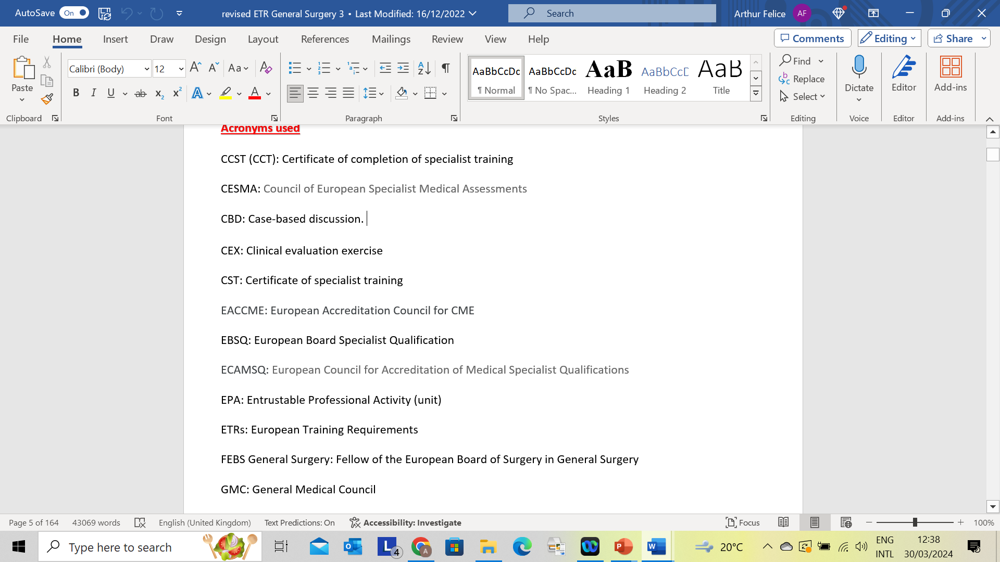 AutoSave On revised ETR General Surgery 3 • Last Modified: 16/12/2022 Search Arthur Felice AF
File Home Insert Draw Design Layout References Mailings Review View Help Comments Editing Share
Paste Calibri (Body) 12 Aa AaBbCcDc AaBbCcDc AaB AaBbCcE AaB Find Replace Select Dictate Editor Add-ins
B I U ab x2 x2 A A ¶ Normal ¶ No Spac... Heading 1 Heading 2 Title
Clipboard Font Paragraph Styles Editing Voice Editor Add-ins
Acronyms used
CCST (CCT): Certificate of completion of specialist training
CESMA: Council of European Specialist Medical Assessments
CBD: Case-based discussion.
CEX: Clinical evaluation exercise
CST: Certificate of specialist training
EACCME: European Accreditation Council for CME
EBSQ: European Board Specialist Qualification
ECAMSQ: European Council for Accreditation of Medical Specialist Qualifications
EPA: Entrustable Professional Activity (unit)
ETRs: European Training Requirements
FEBS General Surgery: Fellow of the European Board of Surgery in General Surgery
GMC: General Medical Council
Page 5 of 164 43069 words English (United Kingdom) Text Predictions: On Accessibility: Investigate Focus 100%
Type here to search 4 20°C ENG 12:38
INTL 30/03/2024